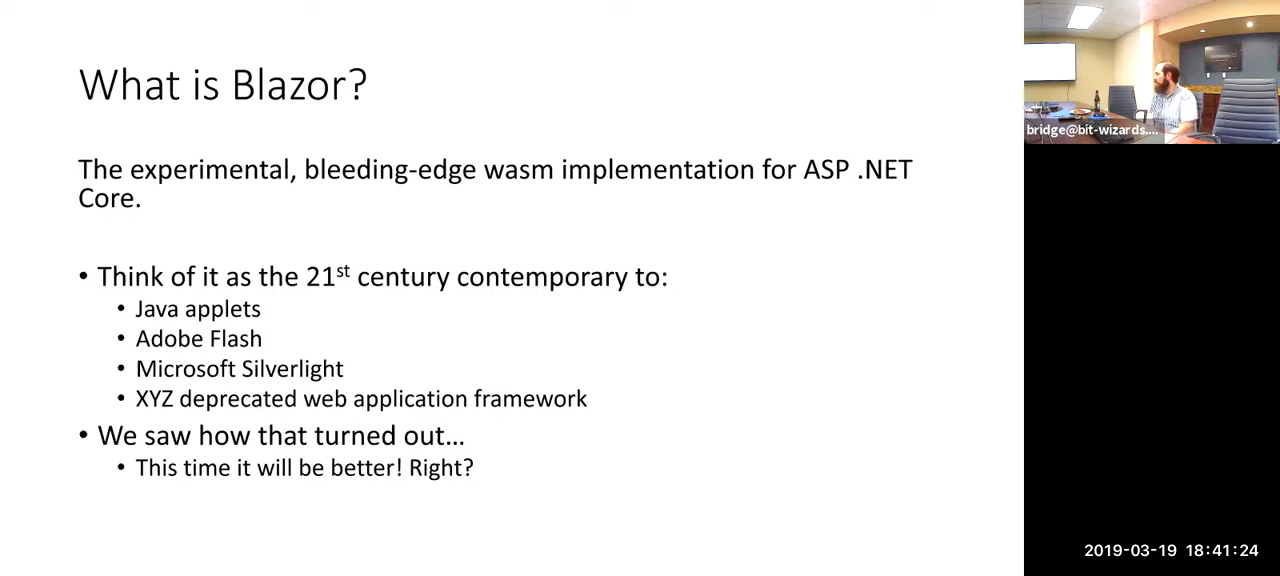 What is Blazor?
The experimental, bleeding-edge wasm implementation for ASP .NET
Core.
• Think of it as the 21st century contemporary to:
• Java applets
• Adobe Flash
• Microsoft Silverlight
• XYZ deprecated web application framework
• We saw how that turned out...
• This time it will be better! Right?
bridge@bit-wizards....
2019-03-19 18:41:24